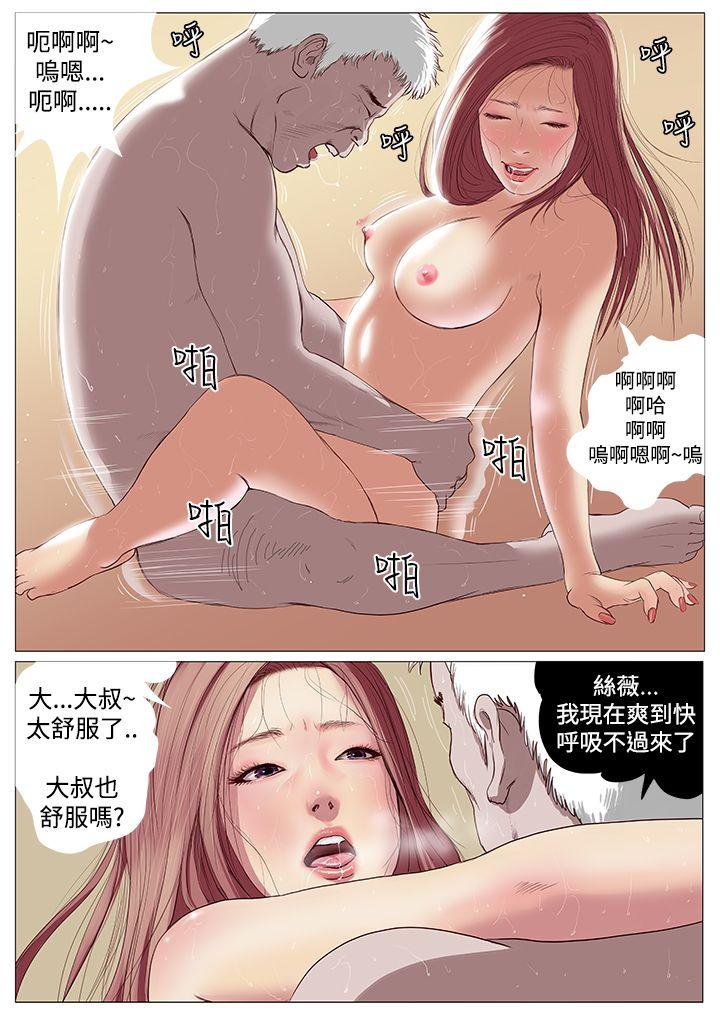 呃啊啊~
嗚嗯...
呃啊.....
呼
呼
呼
呼
啪
啪
啪
啪
啊啊啊
啊哈
啊啊
嗚啊嗯啊~嗚
大...大叔~
太舒服了..
大叔也
舒服嗎?
絲薇...
我現在爽到快
呼吸不過來了